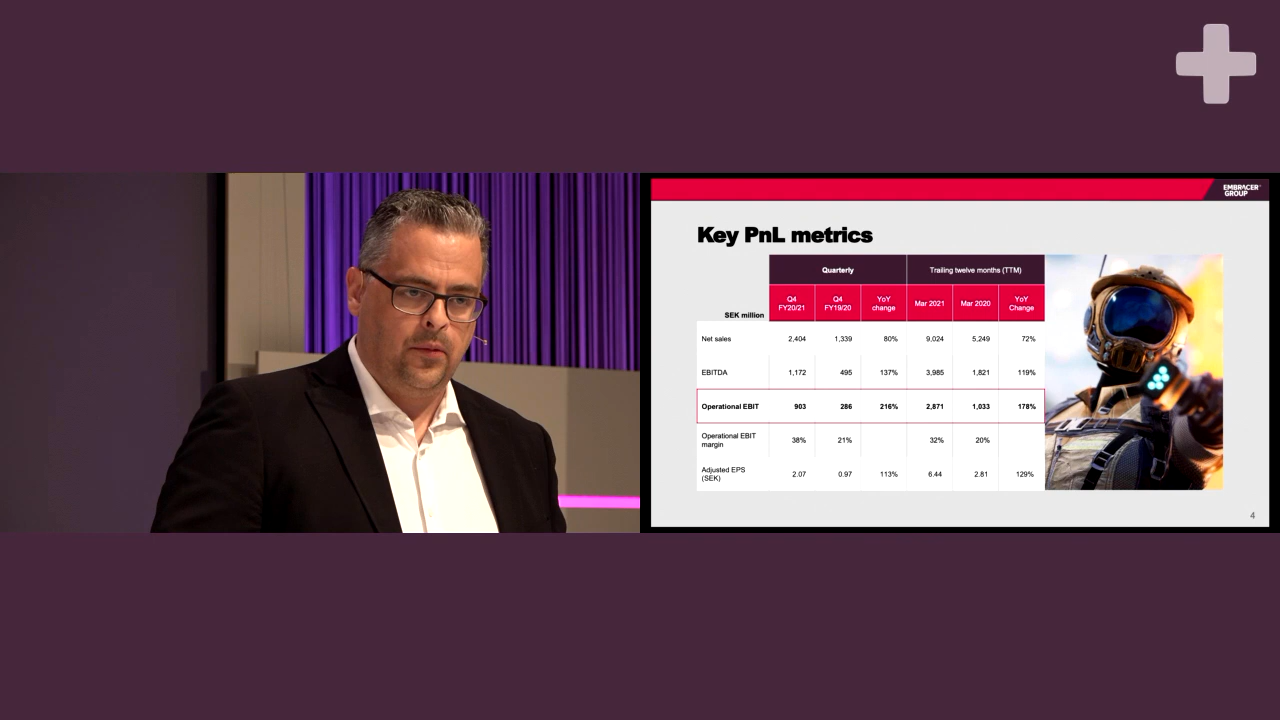 EMBRACER
GROUP
Key PnL metrics
Quarterly
Trailing twelve months (TTM)
SEK million
Q4
FY20/21
Q4
FY19/20
YoY
change
Mar 2021
Mar 2020
YoY
Change
Net sales
2,404
1,339
80%
9,024
5,249
72%
EBITDA
1,172
495
137%
3,985
1,821
119%
Operational EBIT
903
286
216%
2,871
1,033
178%
Operational EBIT
margin
38%
21%
32%
20%
Adjusted EPS
(SEK)
2.07
0.97
113%
6.44
2.81
129%
4